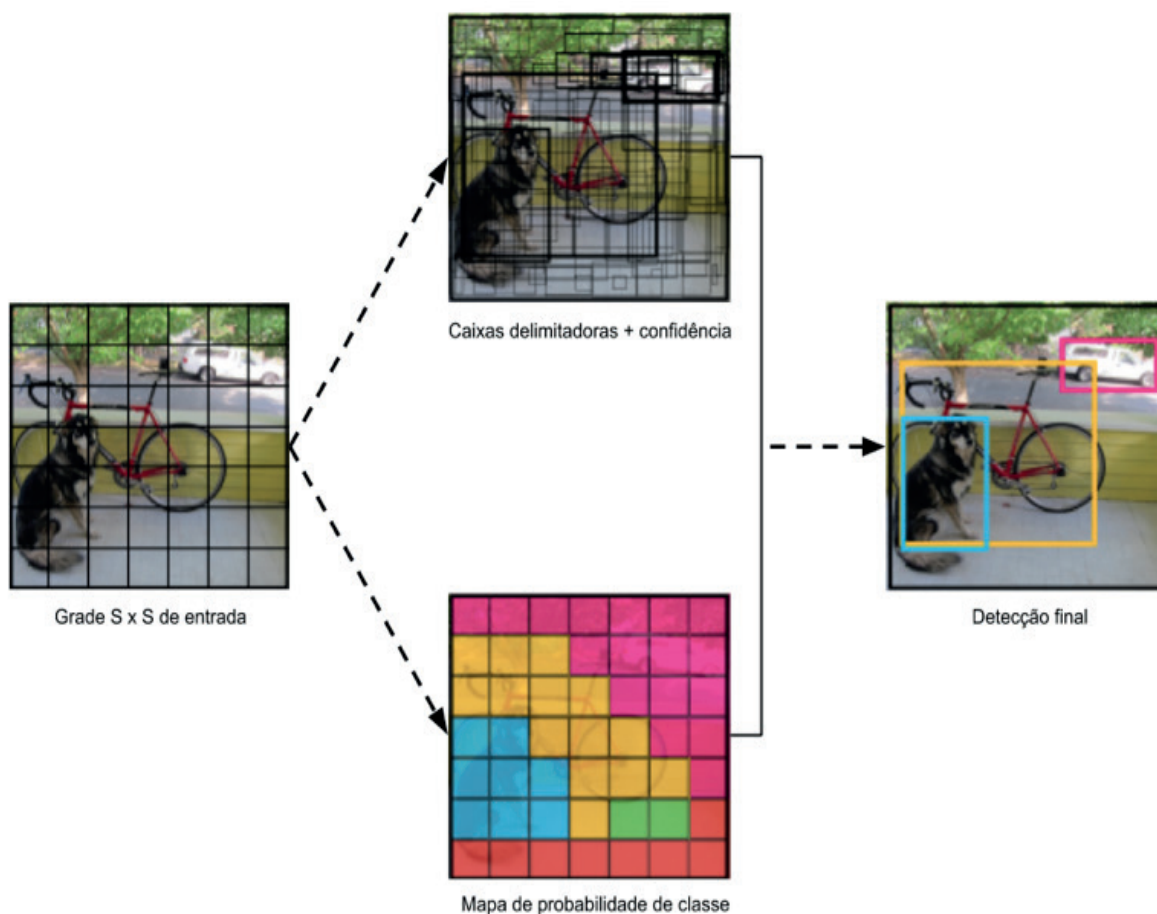 Caixas delimitadoras + confidência
Grade S x S de entrada
Detecção final
Mapa de probabilidade de classe